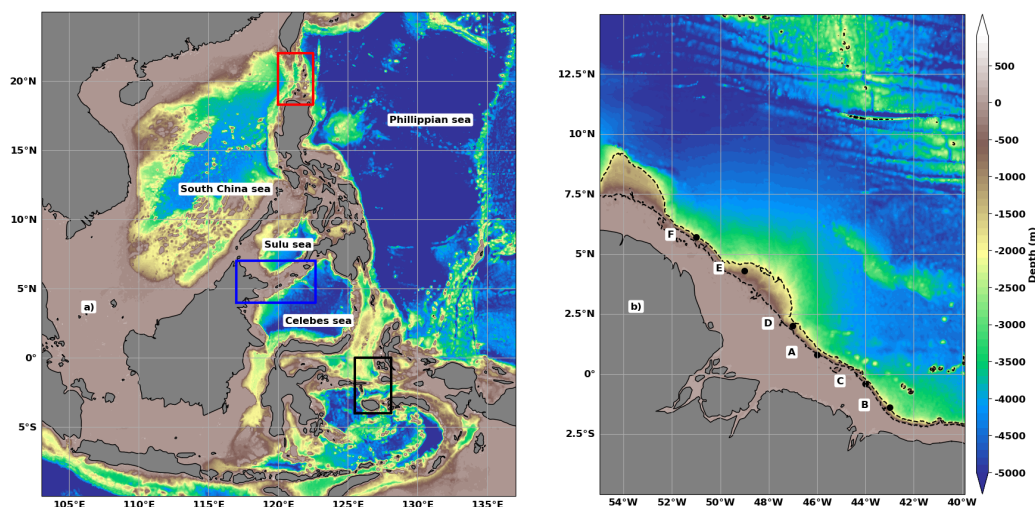 20°N
15°N
10°N
5°N
0°
5°S
105°E
110°E
115°E
120°E
125°E
130°E
135°E
Phillippian sea
South China sea
Sulu sea
Celebes sea
a)
12.5°N
10°N
7.5°N
5°N
2.5°N
0°
2.5°S
54°W
52°W
50°W
48°W
46°W
44°W
42°W
40°W
F
E
D
A
C
B
b)
500
0
-500
-1000
-1500
-2000
-2500
-3000
-3500
-4000
-4500
-5000
Depth (m)